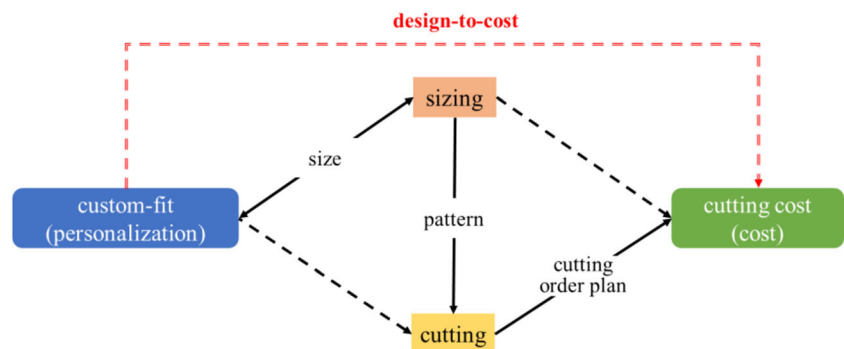 design-to-cost
sizing
size
custom-fit
(personalization)
cutting cost
(cost)
pattern
cutting
order plan
cutting